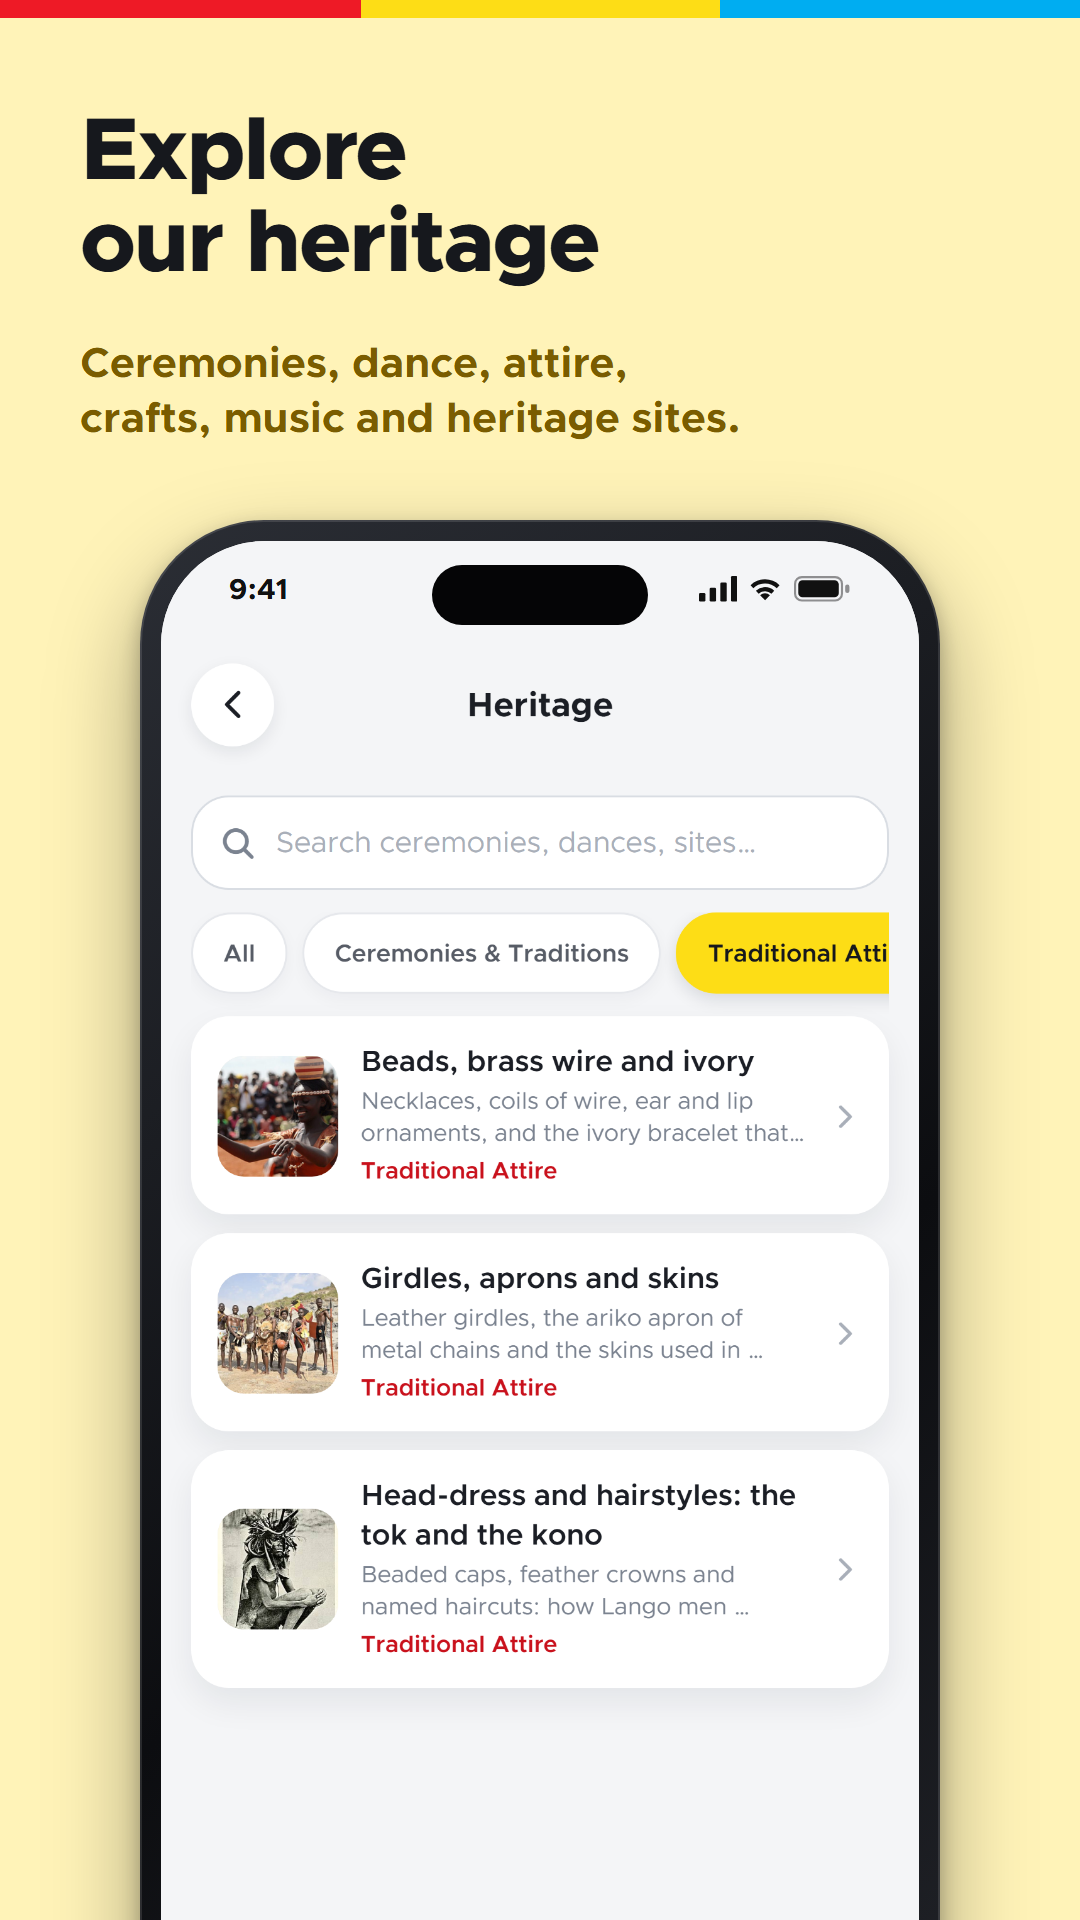 Explore
our heritage
Ceremonies, dance, attire,
crafts, music and heritage sites.
9:41
Heritage
Search ceremonies, dances, sites...
All
Ceremonies & Traditions
Traditional Atti
Beads, brass wire and ivory
Necklaces, coils of wire, ear and lip
ornaments, and the ivory bracelet that...
Traditional Attire
Girdles, aprons and skins
Leather girdles, the ariko apron of
metal chains and the skins used in ...
Traditional Attire
Head-dress and hairstyles: the
tok and the kono
Beaded caps, feather crowns and
named haircuts: how Lango men ...
Traditional Attire